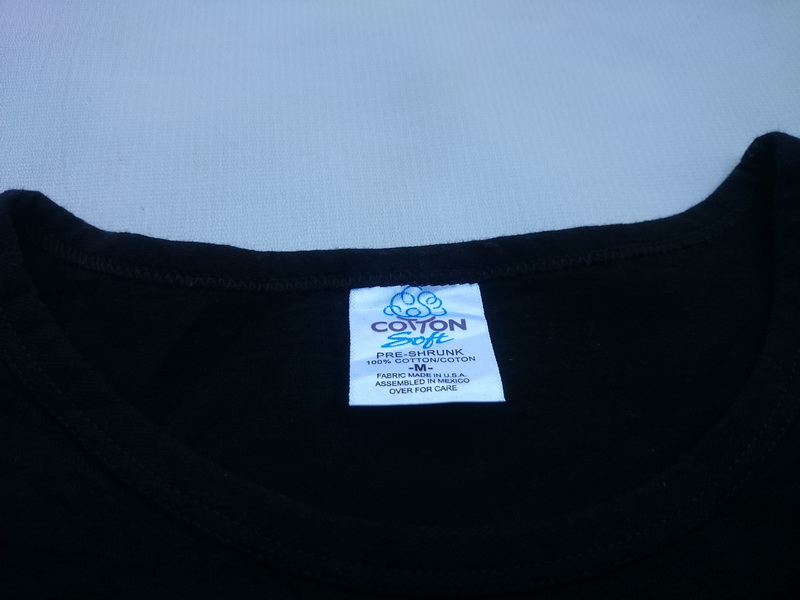 COTTON
Soft
PRE-SHRUNK
100% COTTON/COTON
-M-
FABRIC MADE IN U.S.A.
ASSEMBLED IN MEXICO
OVER FOR CARE